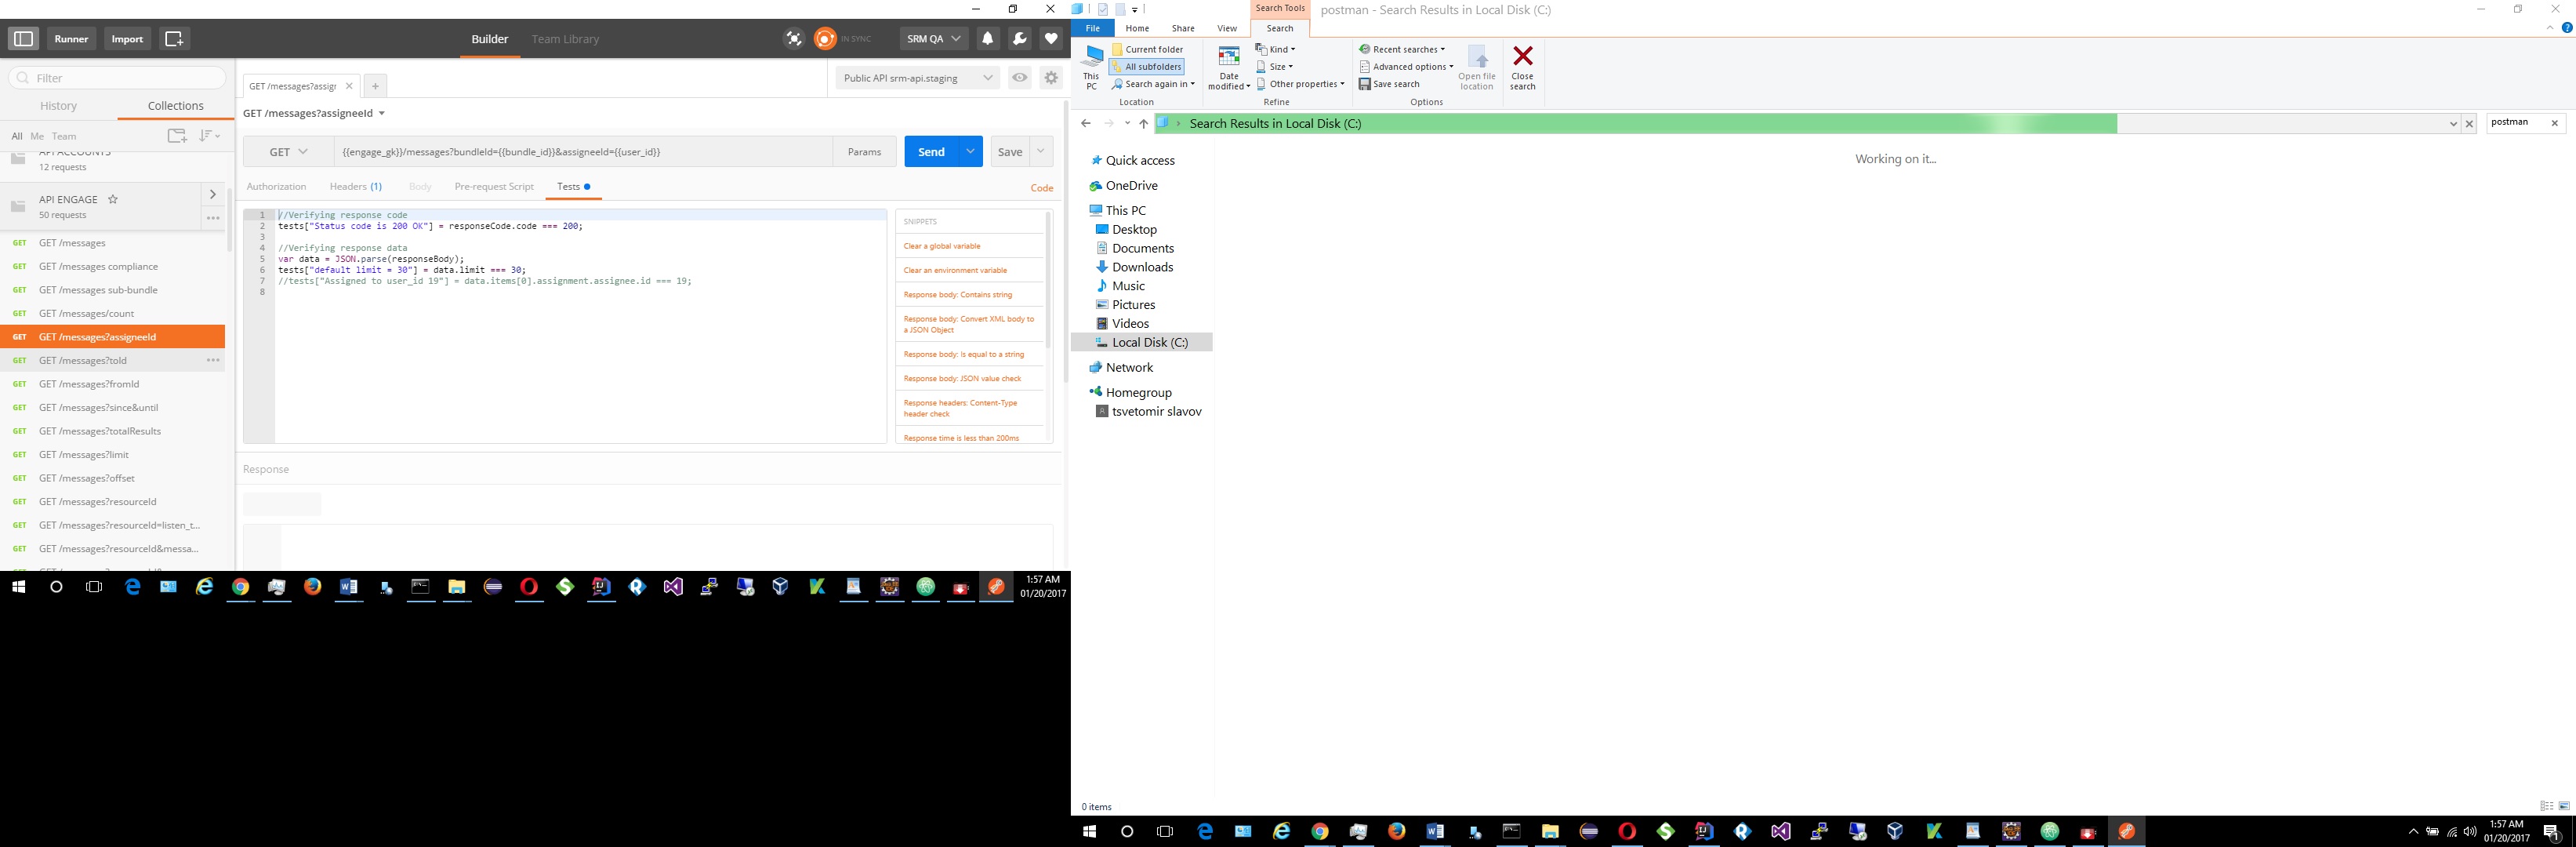 Runner
Import
Builder
Team Library
IN SYNC
SRM QA
Filter
History
Collections
All Me Team
API ACCOUNTS
12 requests
API ENGAGE
50 requests
GET GET /messages
GET GET /messages compliance
GET GET /messages sub-bundle
GET GET /messages/count
GET GET /messages?assigneeId
GET GET /messages?toId
GET GET /messages?fromId
GET GET /messages?since&until
GET GET /messages?totalResults
GET GET /messages?limit
GET GET /messages?offset
GET GET /messages?resourceId
GET GET /messages?resourceId=listen_t...
GET GET /messages?resourceId&messa...
GET /messages?assigr
Public API srm-api.staging
GET /messages?assigneeId
GET {{engage_gk}}/messages?bundleId={{bundle_id}}&assigneeId={{user_id}}
Params
Send
Save
Authorization
Headers (1)
Body
Pre-request Script
Tests
Code
1 //Verifying response code
2 tests["Status code is 200 OK"] = responseCode.code === 200;
3
4 //Verifying response data
5 var data = JSON.parse(responseBody);
6 tests["default limit = 30"] = data.limit === 30;
7 //tests["Assigned to user_id 19"] = data.items[0].assignment.assignee.id === 19;
8
SNIPPETS
Clear a global variable
Clear an environment variable
Response body: Contains string
Response body: Convert XML body to
a JSON Object
Response body: Is equal to a string
Response body: JSON value check
Response headers: Content-Type
header check
Response time is less than 200ms
Response
1:57 AM
01/20/2017
Search Tools
postman - Search Results in Local Disk (C:)
File
Home
Share
View
Search
This
PC
Current folder
All subfolders
Search again in
Location
Date
modified
Kind
Size
Other properties
Refine
Recent searches
Advanced options
Save search
Open file
location
Options
Close
search
Search Results in Local Disk (C:)
postman
Quick access
OneDrive
This PC
Desktop
Documents
Downloads
Music
Pictures
Videos
Local Disk (C:)
Network
Homegroup
tsvetomir slavov
Working on it...
0 items
1:57 AM
01/20/2017